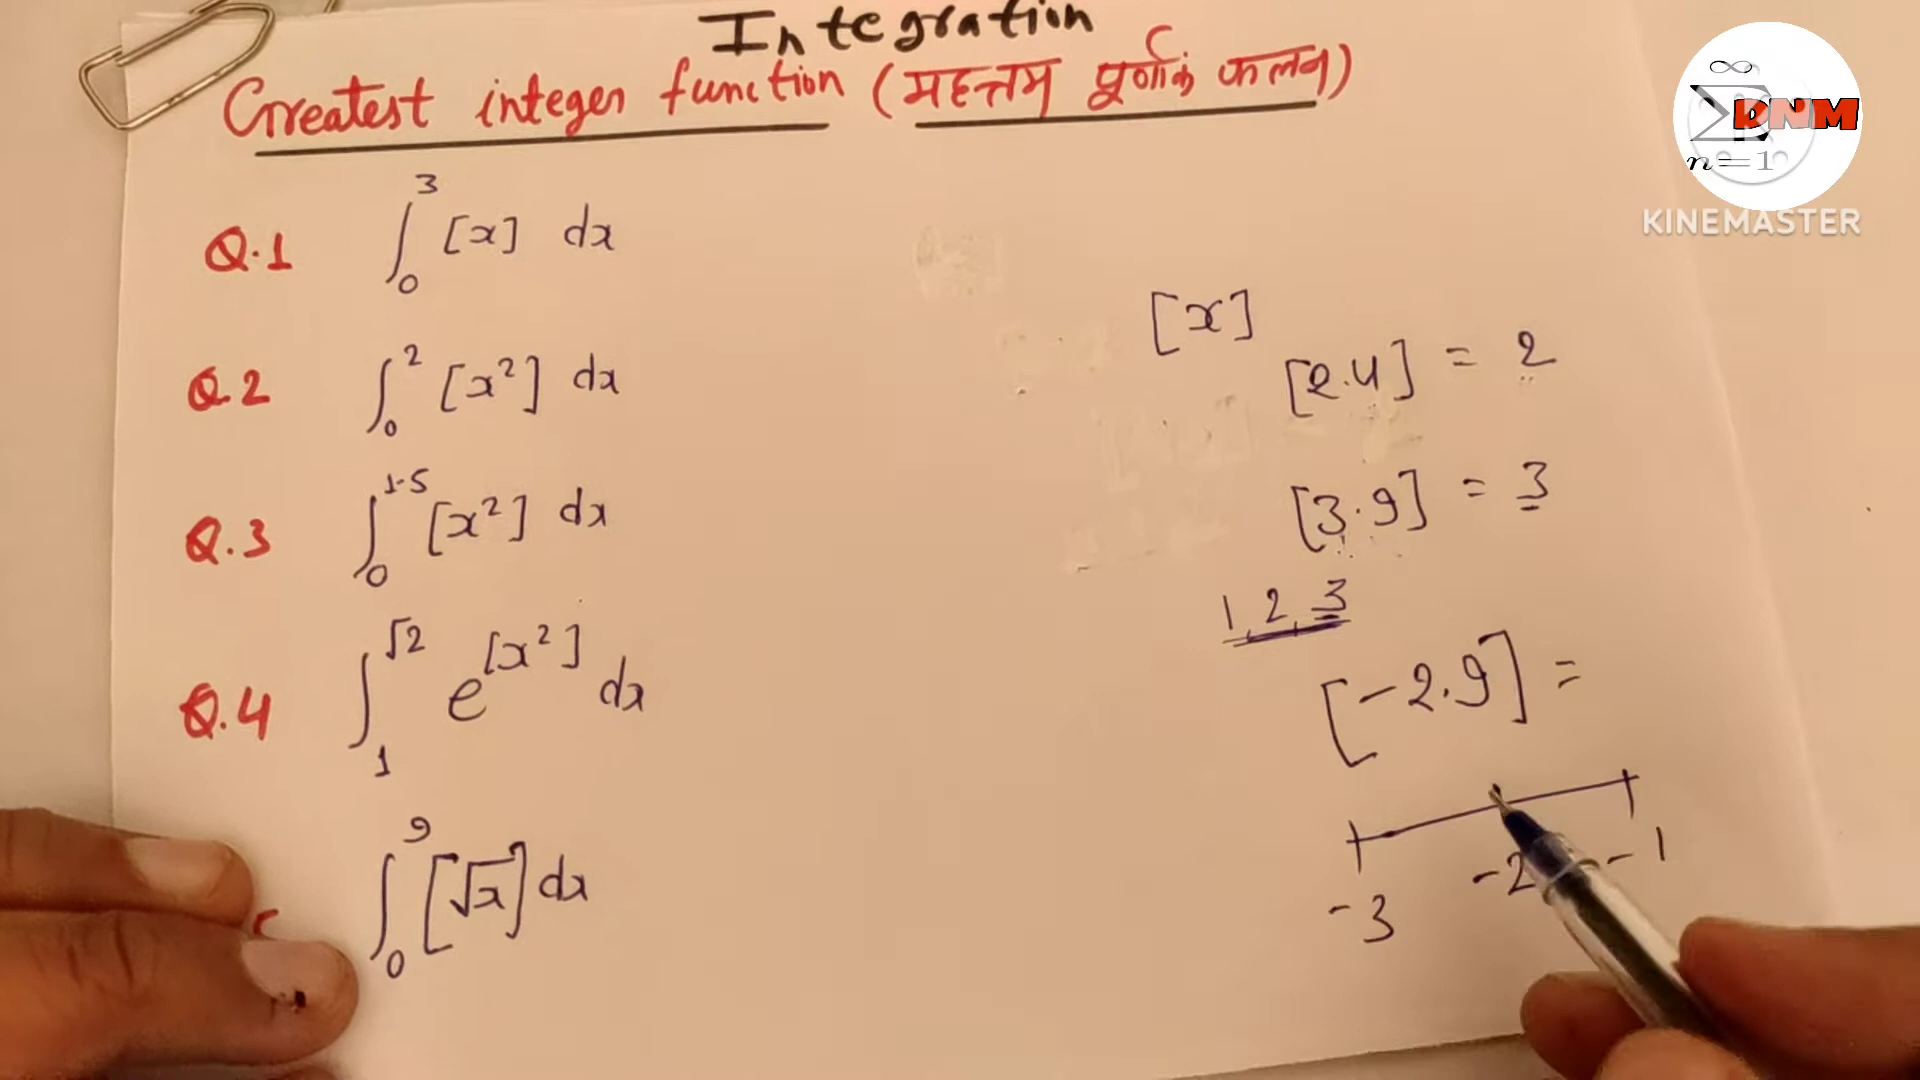 Integration
Greatest integer function (महत्तम पूर्णांक फलन)
∞
Σ DNM
n=1
KINEMASTER
Q.1 ∫₀³ [x] dx
Q.2 ∫₀² [x²] dx
Q.3 ∫₀^1.5 [x²] dx
Q.4 ∫₁^√2 e^[x²] dx
∫₀⁹ [√x] dx
[x]
[2.4] = 2
[3.9] = 3
1, 2, 3
[-2.9] =
-3 -2 -1